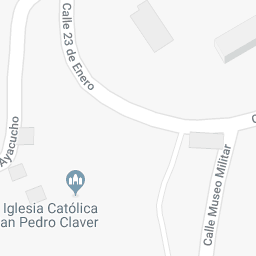 Calle 23 de Enero
Ayacucho
Calle Museo Militar
Iglesia Católica
an Pedro Claver